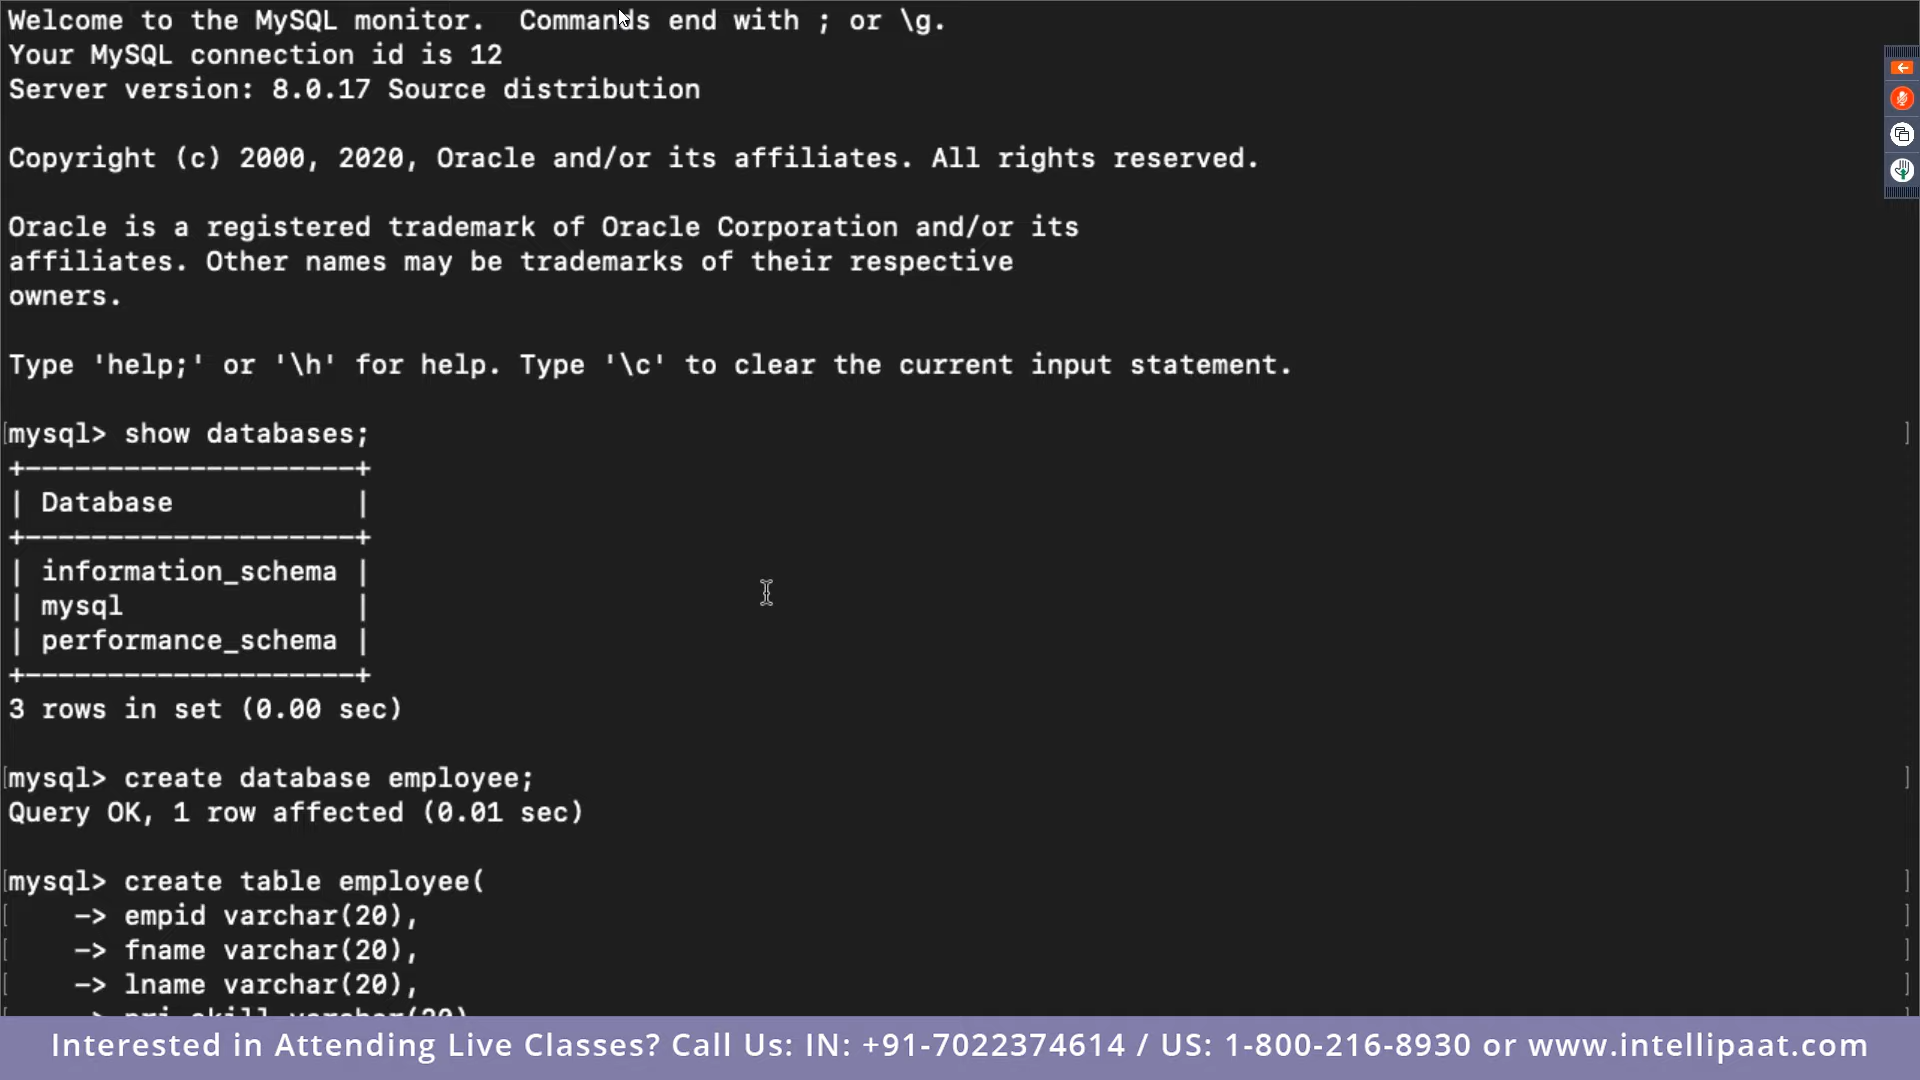 Welcome to the MySQL monitor.  Commands end with ; or \g.
Your MySQL connection id is 12
Server version: 8.0.17 Source distribution

Copyright (c) 2000, 2020, Oracle and/or its affiliates. All rights reserved.

Oracle is a registered trademark of Oracle Corporation and/or its
affiliates. Other names may be trademarks of their respective
owners.

Type 'help;' or '\h' for help. Type '\c' to clear the current input statement.

mysql> show databases;
+--------------------+
| Database           |
+--------------------+
| information_schema |
| mysql              |
| performance_schema |
+--------------------+
3 rows in set (0.00 sec)

mysql> create database employee;
Query OK, 1 row affected (0.01 sec)

mysql> create table employee(
    -> empid varchar(20),
    -> fname varchar(20),
    -> lname varchar(20),
Interested in Attending Live Classes? Call Us: IN: +91-7022374614 / US: 1-800-216-8930 or www.intellipaat.com